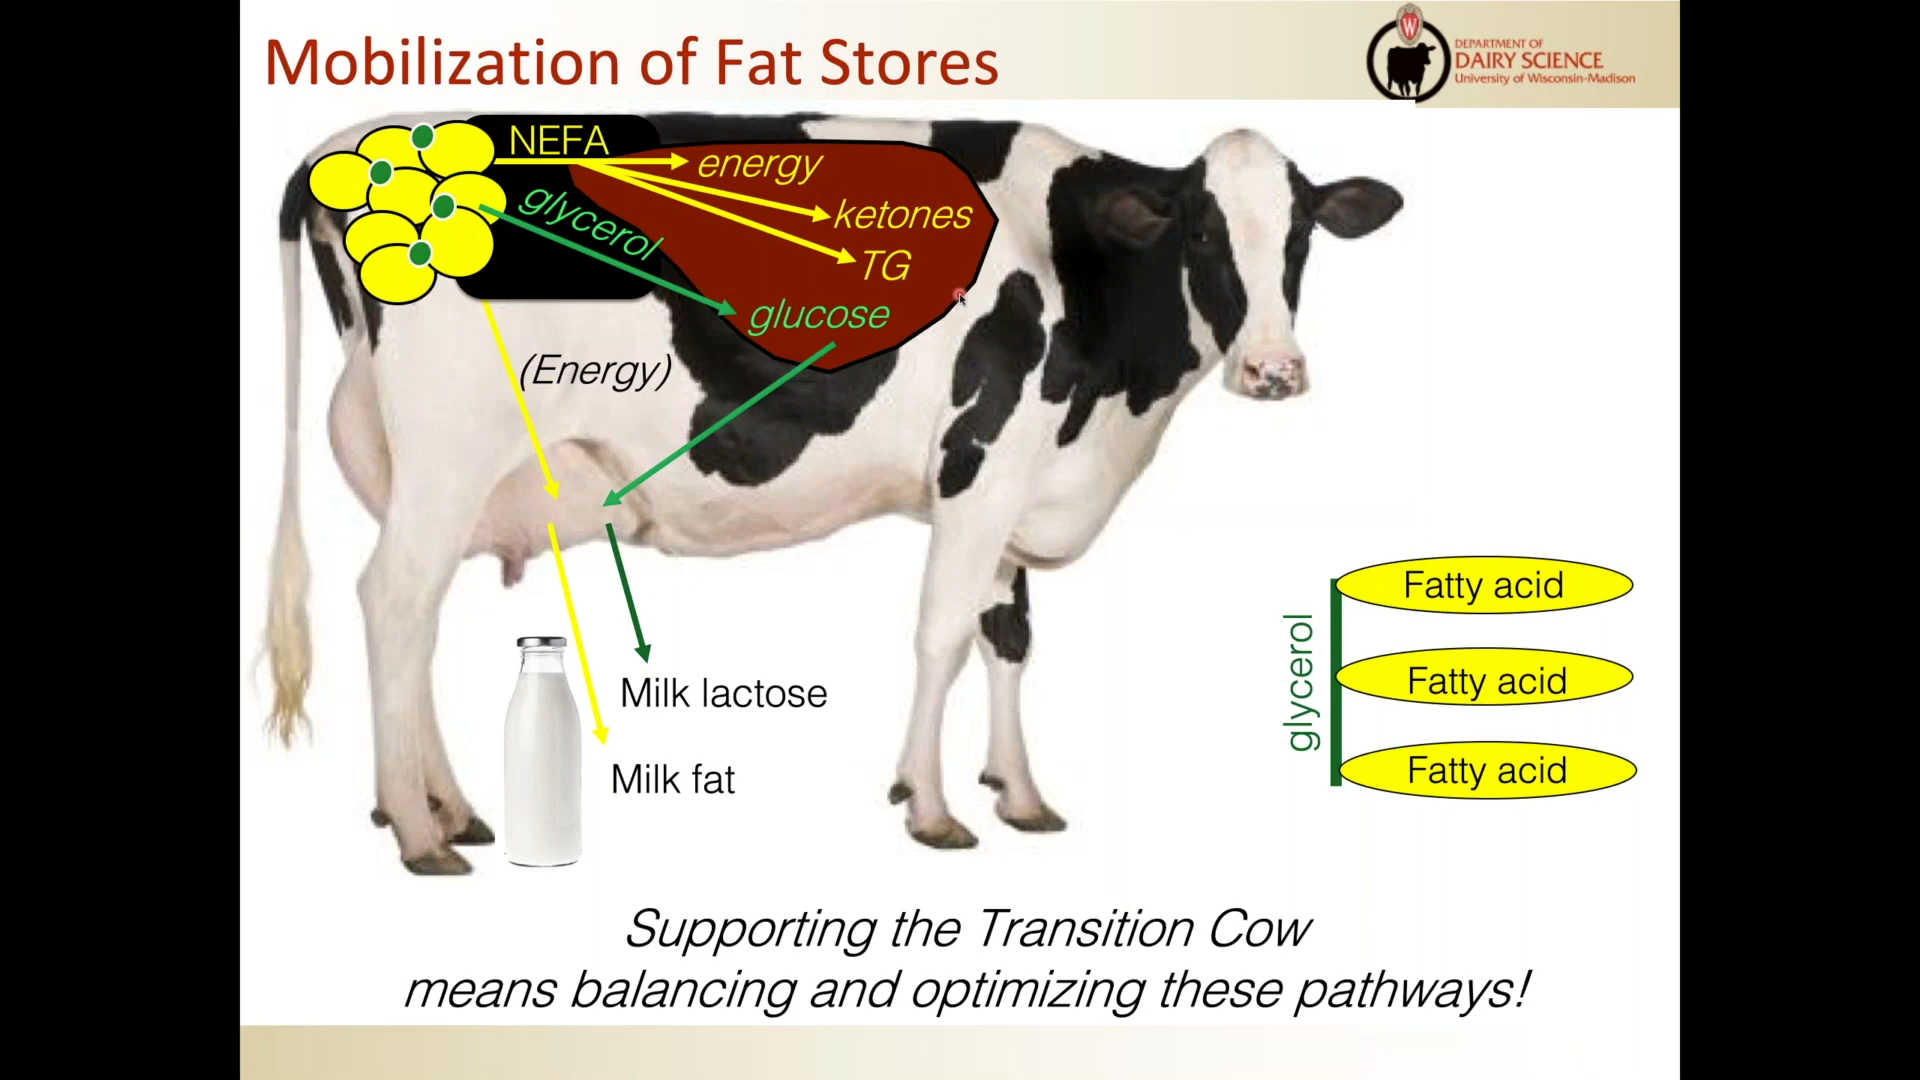 Mobilization of Fat Stores
W
DEPARTMENT OF
DAIRY SCIENCE
University of Wisconsin-Madison
NEFA
energy
glycerol
ketones
TG
glucose
(Energy)
Milk lactose
Milk fat
glycerol
Fatty acid
Fatty acid
Fatty acid
Supporting the Transition Cow
means balancing and optimizing these pathways!